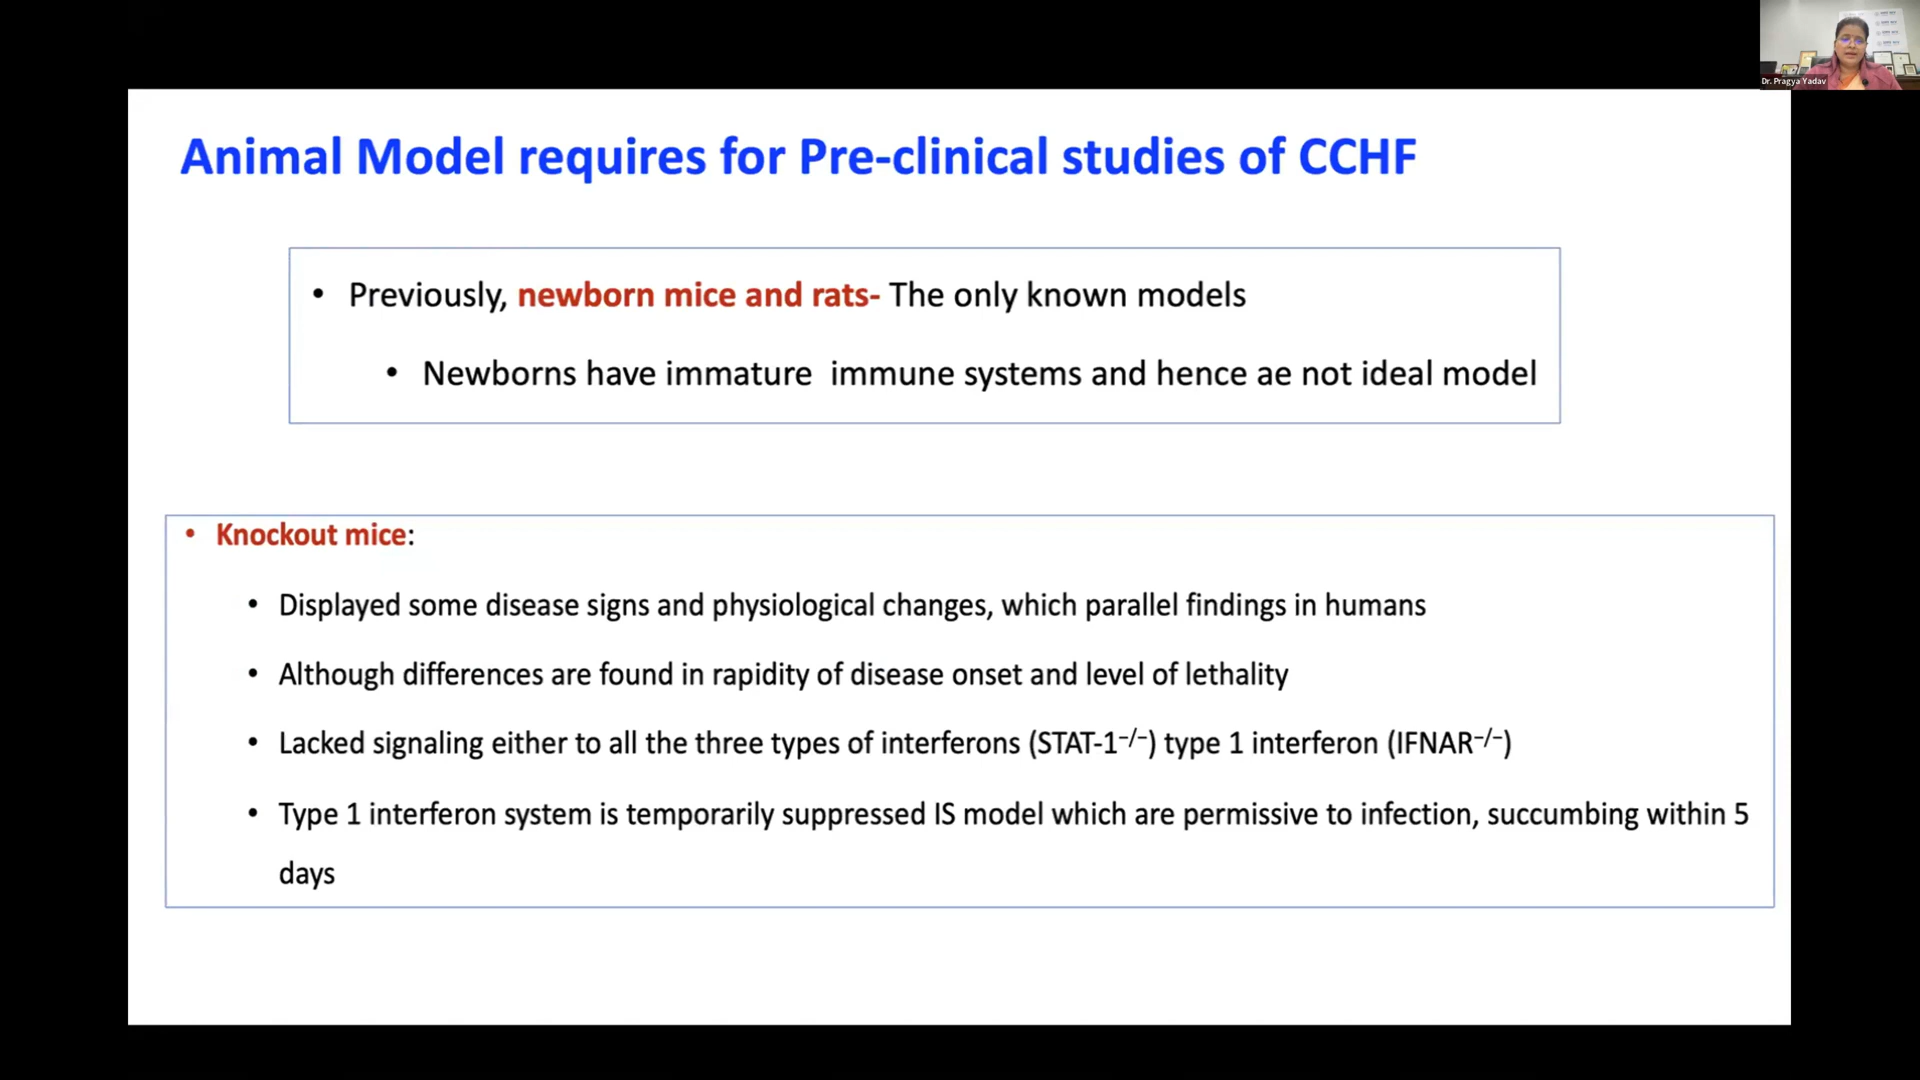 Dr. Pragya Yadav
Animal Model requires for Pre-clinical studies of CCHF
• Previously, newborn mice and rats- The only known models
• Newborns have immature  immune systems and hence ae not ideal model
• Knockout mice:
• Displayed some disease signs and physiological changes, which parallel findings in humans
• Although differences are found in rapidity of disease onset and level of lethality
• Lacked signaling either to all the three types of interferons (STAT-1⁻/⁻) type 1 interferon (IFNAR⁻/⁻)
• Type 1 interferon system is temporarily suppressed IS model which are permissive to infection, succumbing within 5
days